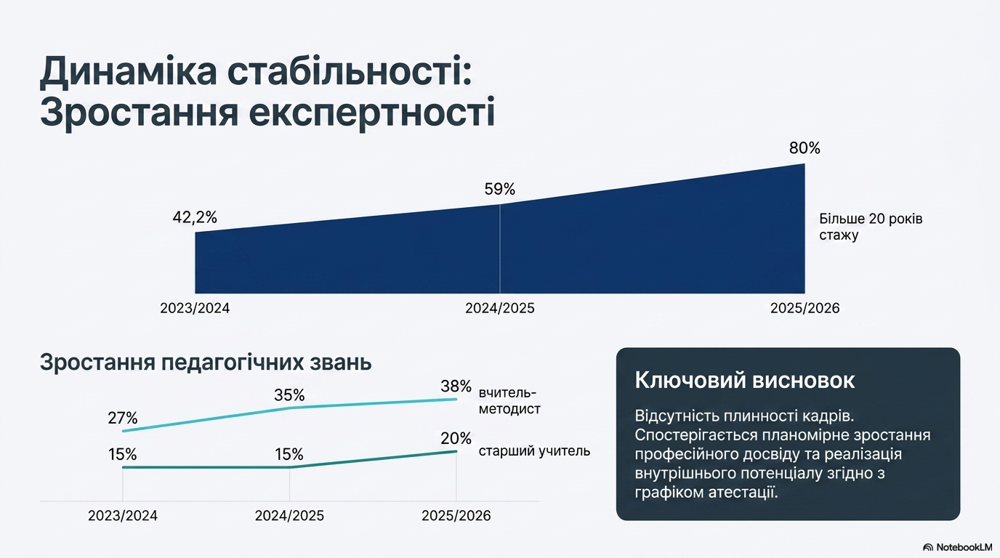 Динаміка стабільності:
Зростання експертності
80%
59%
42,2%
Більше 20 років
стажу
2023/2024
2024/2025
2025/2026
Зростання педагогічних звань
38%
вчитель-
методист
35%
27%
20%
старший учитель
15%
15%
2023/2024
2024/2025
2025/2026
Ключовий висновок
Відсутність плинності кадрів.
Спостерігається планомірне зростання
професійного досвіду та реалізація
внутрішнього потенціалу згідно з
графіком атестації.
NotebookLM